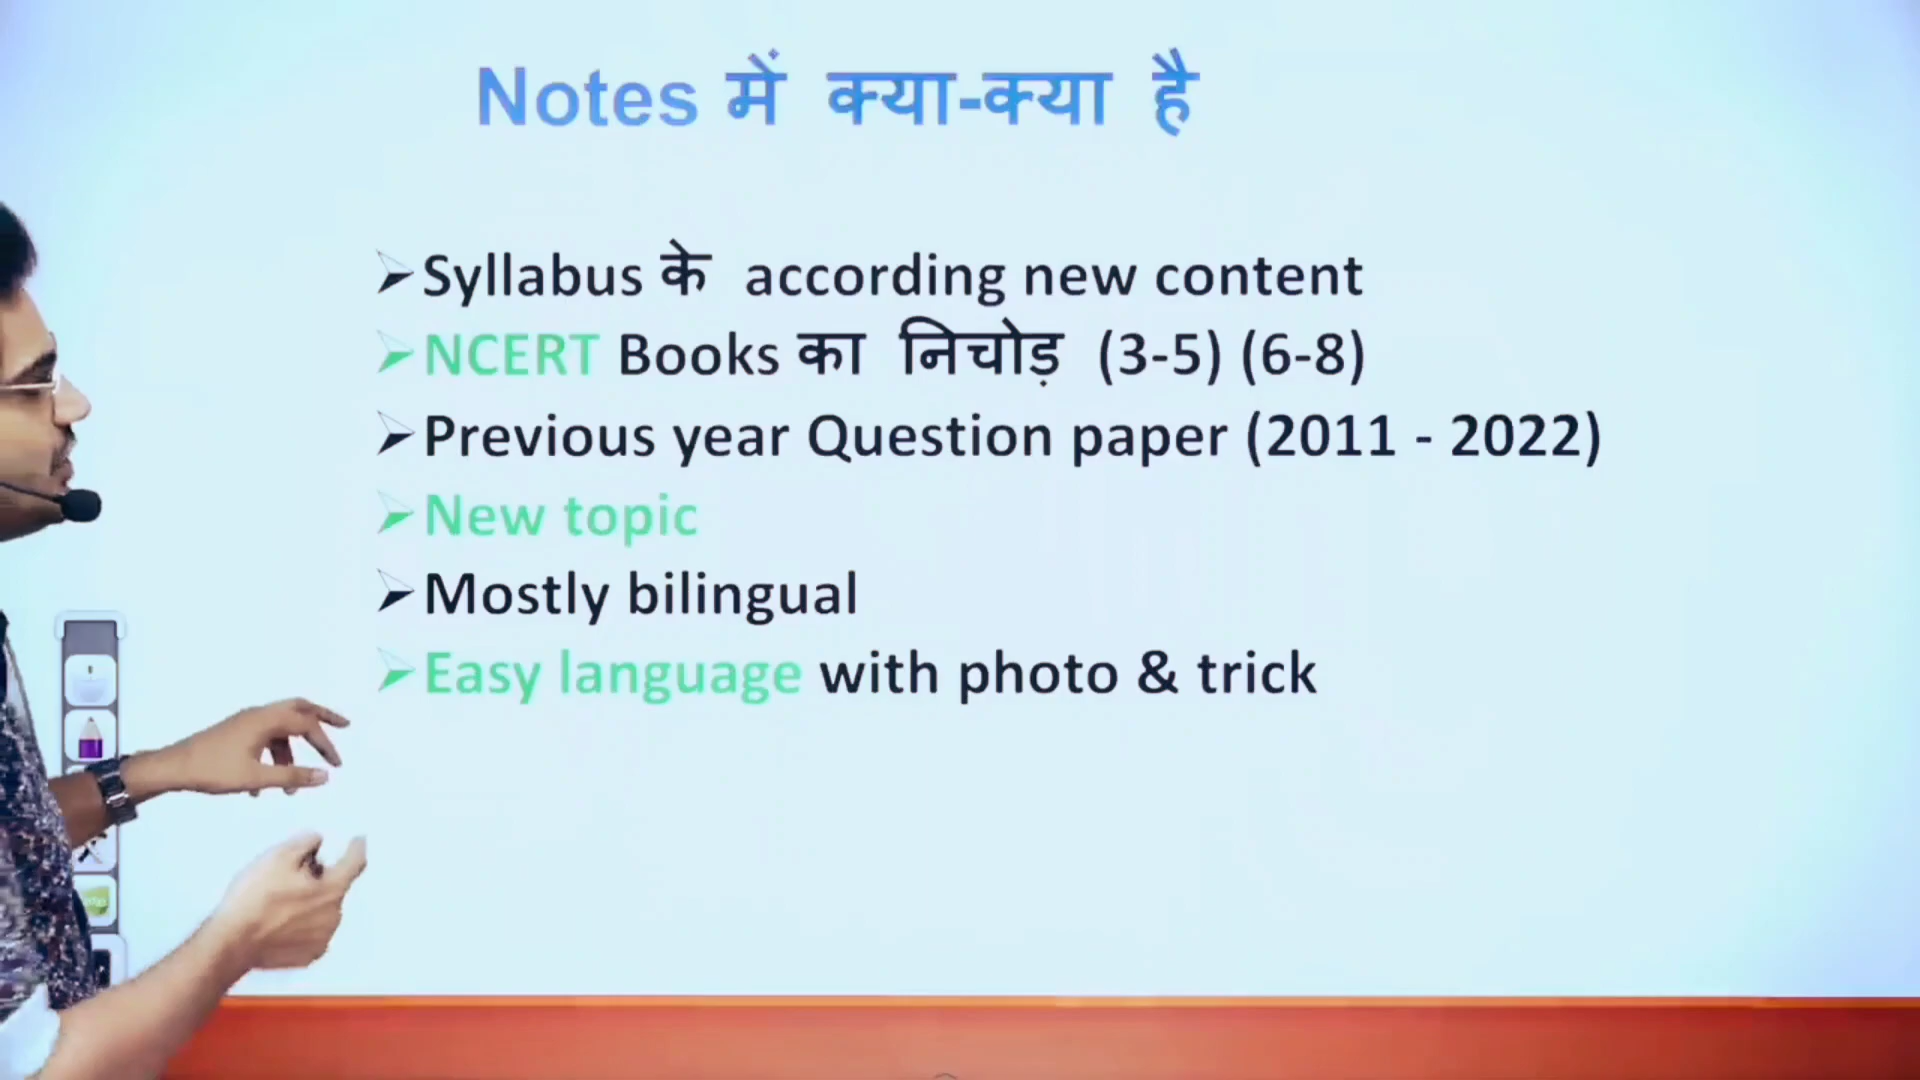 Notes में क्या-क्या है
Syllabus के according new content
NCERT Books का निचोड़ (3-5) (6-8)
Previous year Question paper (2011 - 2022)
New topic
Mostly bilingual
Easy language with photo & trick